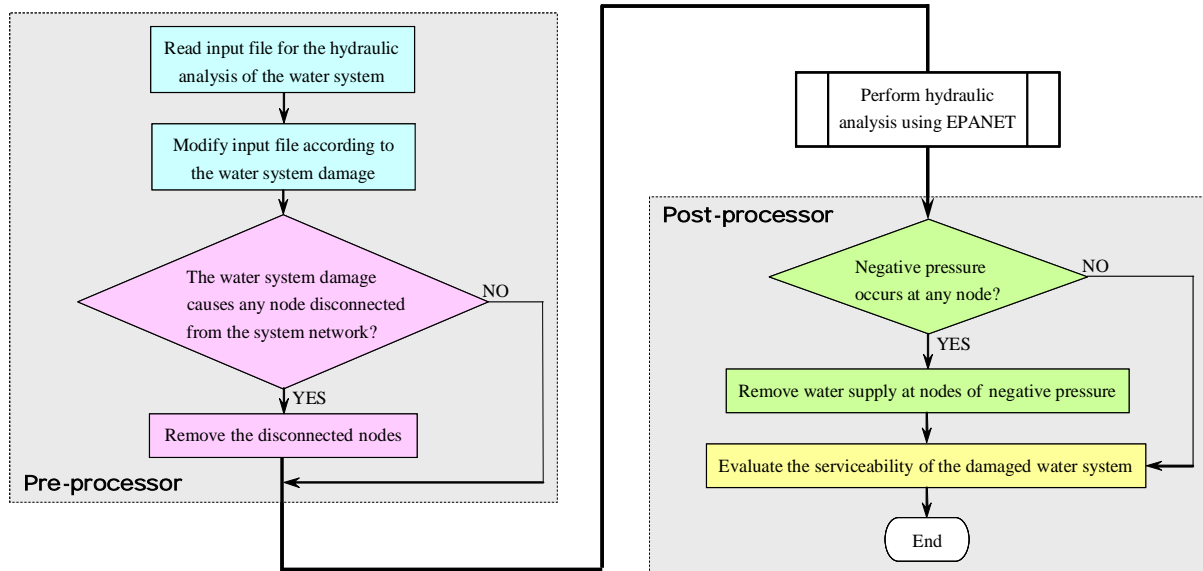 Read input file for the hydraulic
analysis of the water system
Modify input file according to
the water system damage
The water system damage
causes any node disconnected
from the system network?
NO
YES
Remove the disconnected nodes
Pre-processor
Perform hydraulic
analysis using EPANET
Post-processor
Negative pressure
occurs at any node?
NO
YES
Remove water supply at nodes of negative pressure
Evaluate the serviceability of the damaged water system
End